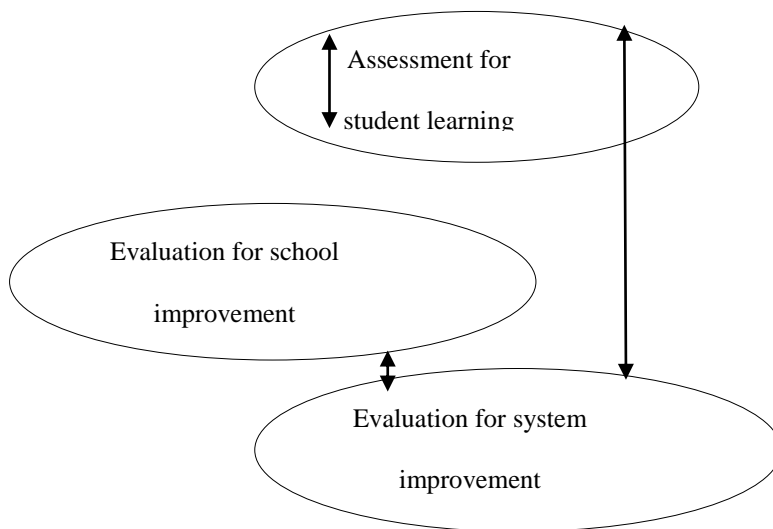 Assessment for
student learning
Evaluation for school
improvement
Evaluation for system
improvement